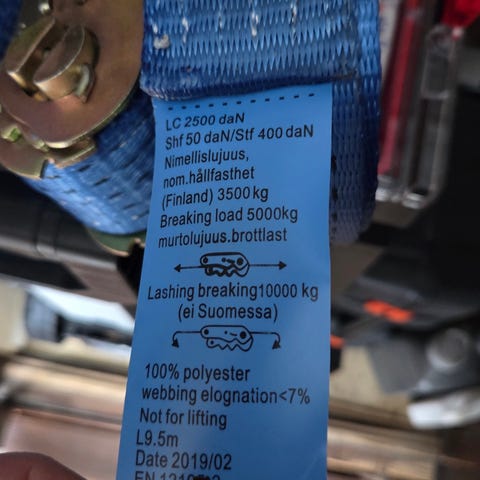 LC 2500 daN
Shf 50 daN/Stf 400 daN
Nimellislujuus,
nom.hållfasthet
(Finland) 3500 kg
Breaking load 5000kg
murtolujuus.brottlast
Lashing breaking10000 kg
(ei Suomessa)
100% polyester
webbing elognation<7%
Not for lifting
L9.5m
Date 2019/02
EN